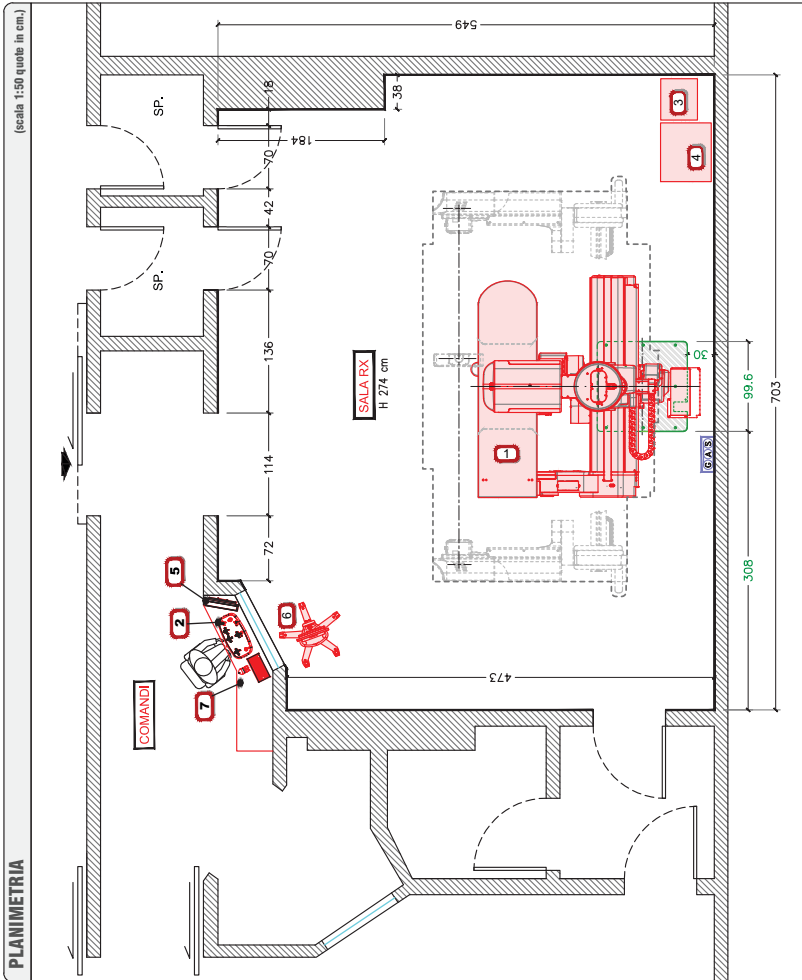 PLANIMETRIA
(scala 1:50 quote in cm.)
549
SP.
18
38
3
184
4
70
42
SP.
70
136
SALA RX
H 274 cm
30
99.6
703
1
114
G A S
72
5
2
6
308
7
COMANDI
473